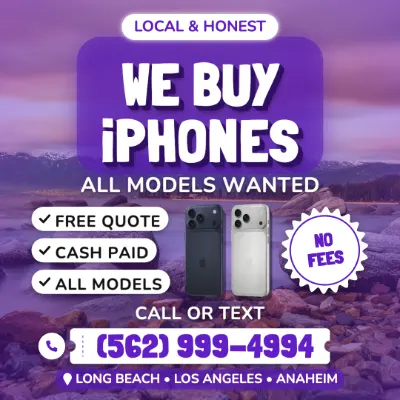 LOCAL & HONEST
WE BUY
iPHONES
ALL MODELS WANTED
FREE QUOTE
CASH PAID
ALL MODELS
NO
FEES
CALL OR TEXT
(562) 999-4994
LONG BEACH • LOS ANGELES • ANAHEIM